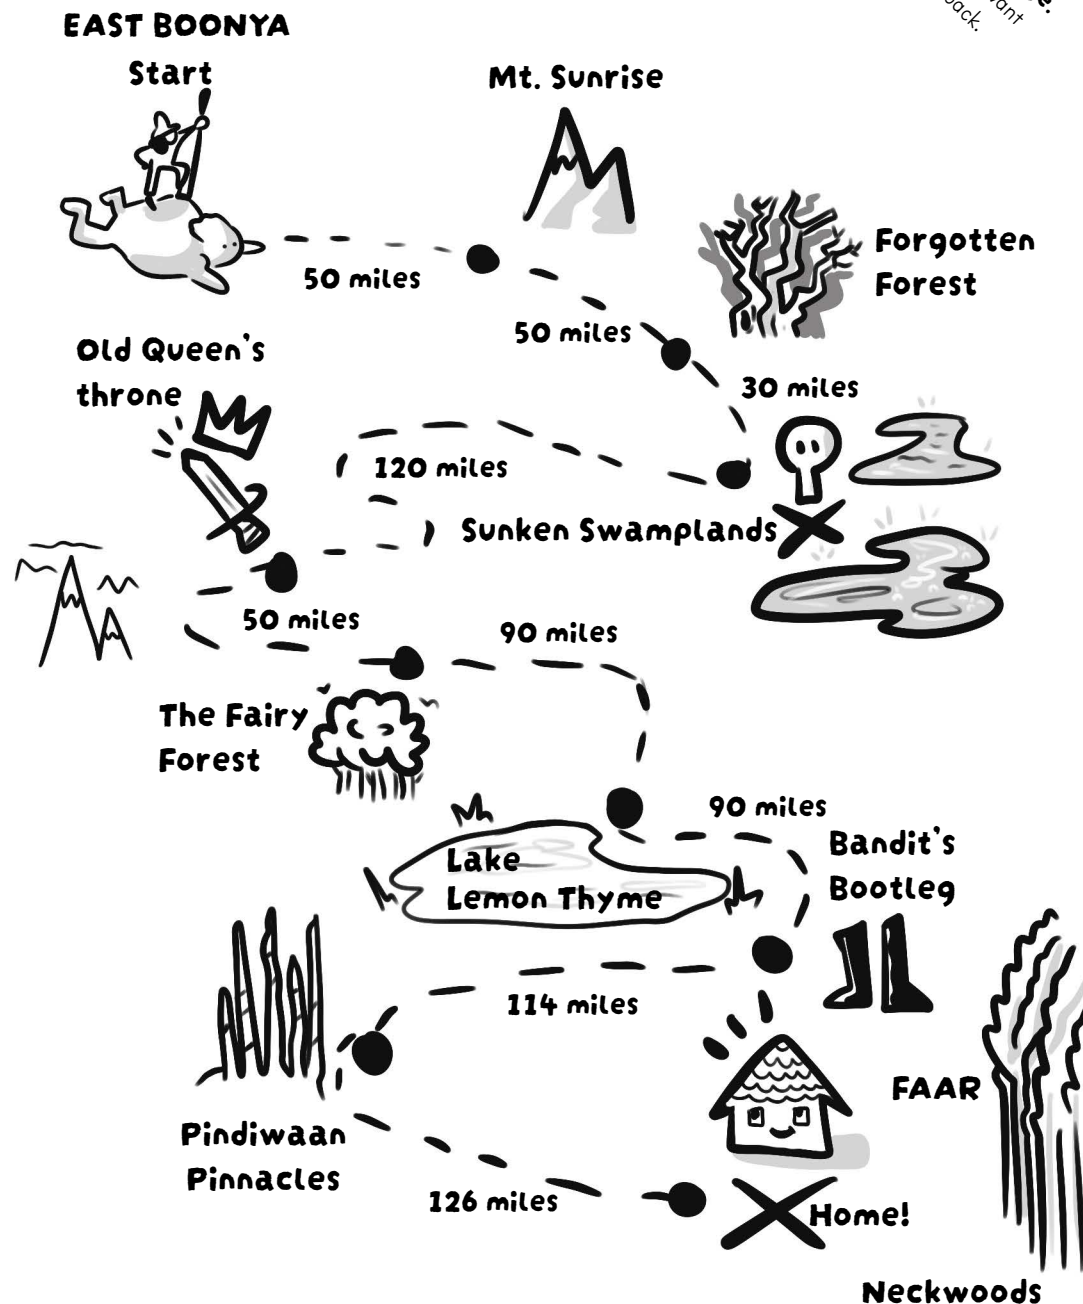 want
back.
EAST BOONYA
Start
Mt. Sunrise
Forgotten
Forest
50 miles
50 miles
Old Queen's
throne
30 miles
120 miles
Sunken Swamplands
50 miles
90 miles
The Fairy
Forest
90 miles
Bandit's
Bootleg
Lake
Lemon Thyme
114 miles
FAAR
Pindiwaan
Pinnacles
126 miles
Home!
Neckwoods